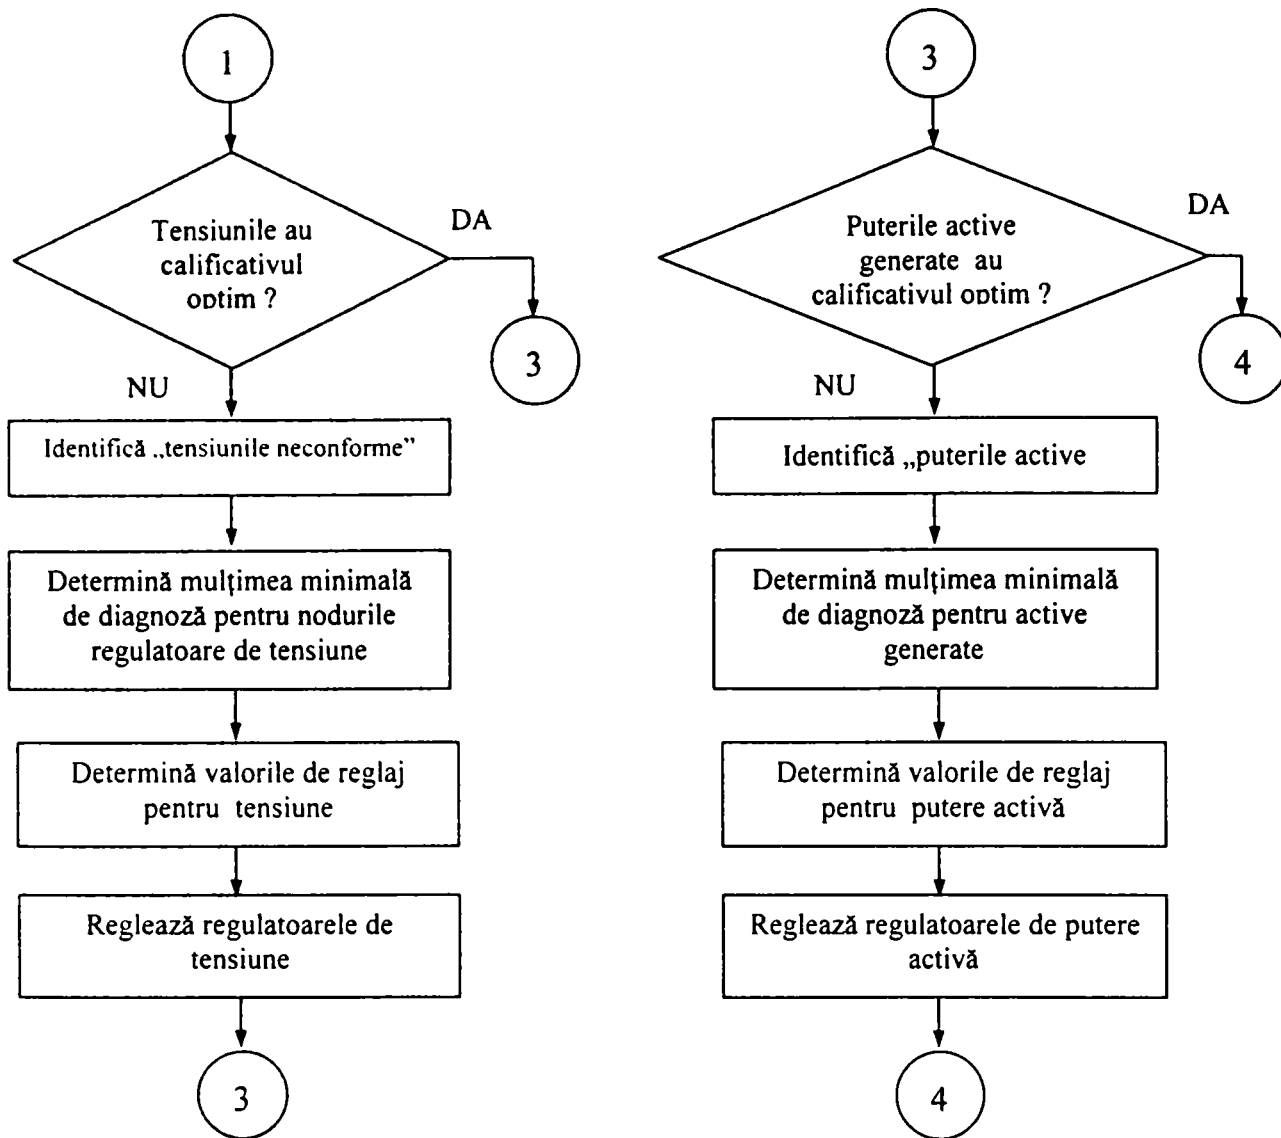 1
Tensiunile au
calificativul
optim ?
DA
3
NU
Identifică „tensiunile neconforme”
Determină mulțimea minimală
de diagnoză pentru nodurile
regulatoare de tensiune
Determină valorile de reglaj
pentru tensiune
Reglează regulatoarele de
tensiune
3
3
Puterile active
generate au
calificativul optim ?
DA
4
NU
Identifică „puterile active
Determină mulțimea minimală
de diagnoză pentru active
generate
Determină valorile de reglaj
pentru putere activă
Reglează regulatoarele de putere
activă
4